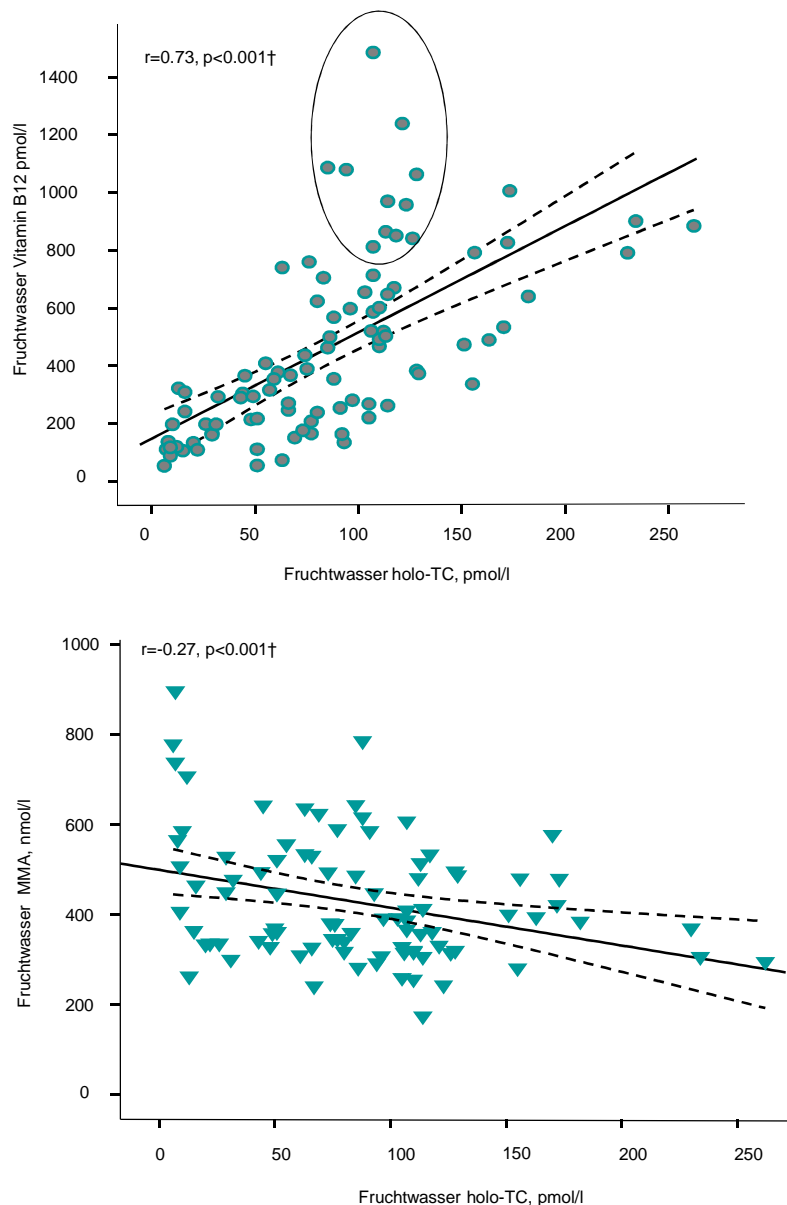 r=0.73, p<0.001†
Fruchtwasser Vitamin B12 pmol/l
1400
1200
1000
800
600
400
200
0
0 50 100 150 200 250
Fruchtwasser holo-TC, pmol/l
r=-0.27, p<0.001†
Fruchtwasser MMA, nmol/l
1000
800
600
400
200
0
0 50 100 150 200 250
Fruchtwasser holo-TC, pmol/l